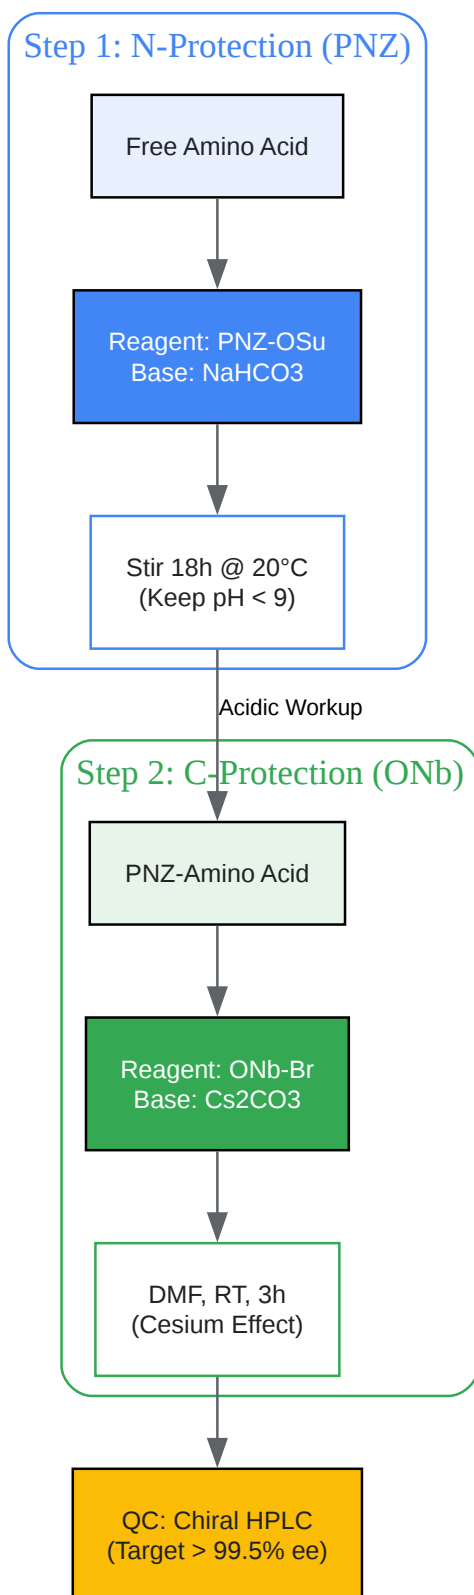 Step 1: N-Protection (PNZ)
Free Amino Acid
Reagent: PNZ-OSu
Base: NaHCO3
Stir 18h @ 20°C
(Keep pH < 9)
Acidic Workup
Step 2: C-Protection (ONb)
PNZ-Amino Acid
Reagent: ONb-Br
Base: Cs2CO3
DMF, RT, 3h
(Cesium Effect)
QC: Chiral HPLC
(Target > 99.5% ee)